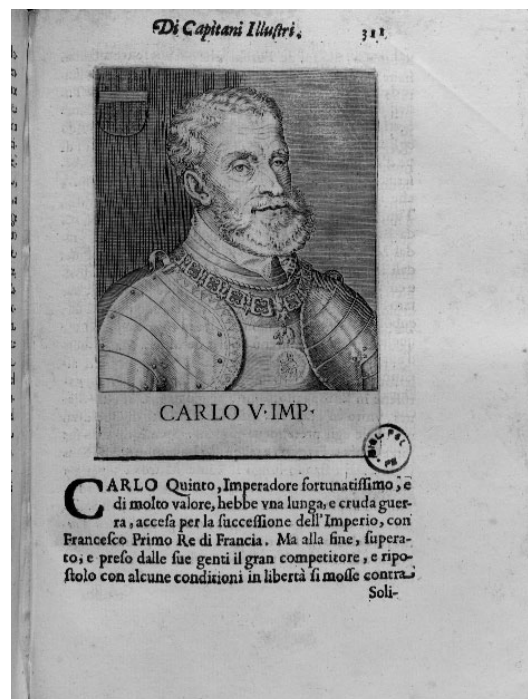 Di Capitani Illuſtri.
311
CARLO V·IMP·
CARLO Quinto, Imperadore fortunatiſſimo, e
di molto valore, hebbe vna lunga, e cruda guer-
ra, acceſa per la ſucceſſione dell'Imperio, con
Franceſco Primo Re di Francia. Ma alla fine, ſupera-
to, e preſo dalle ſue genti il gran competitore, e ripo-
ſtolo con alcune conditioni in libertà ſi moſſe contra
Soli-